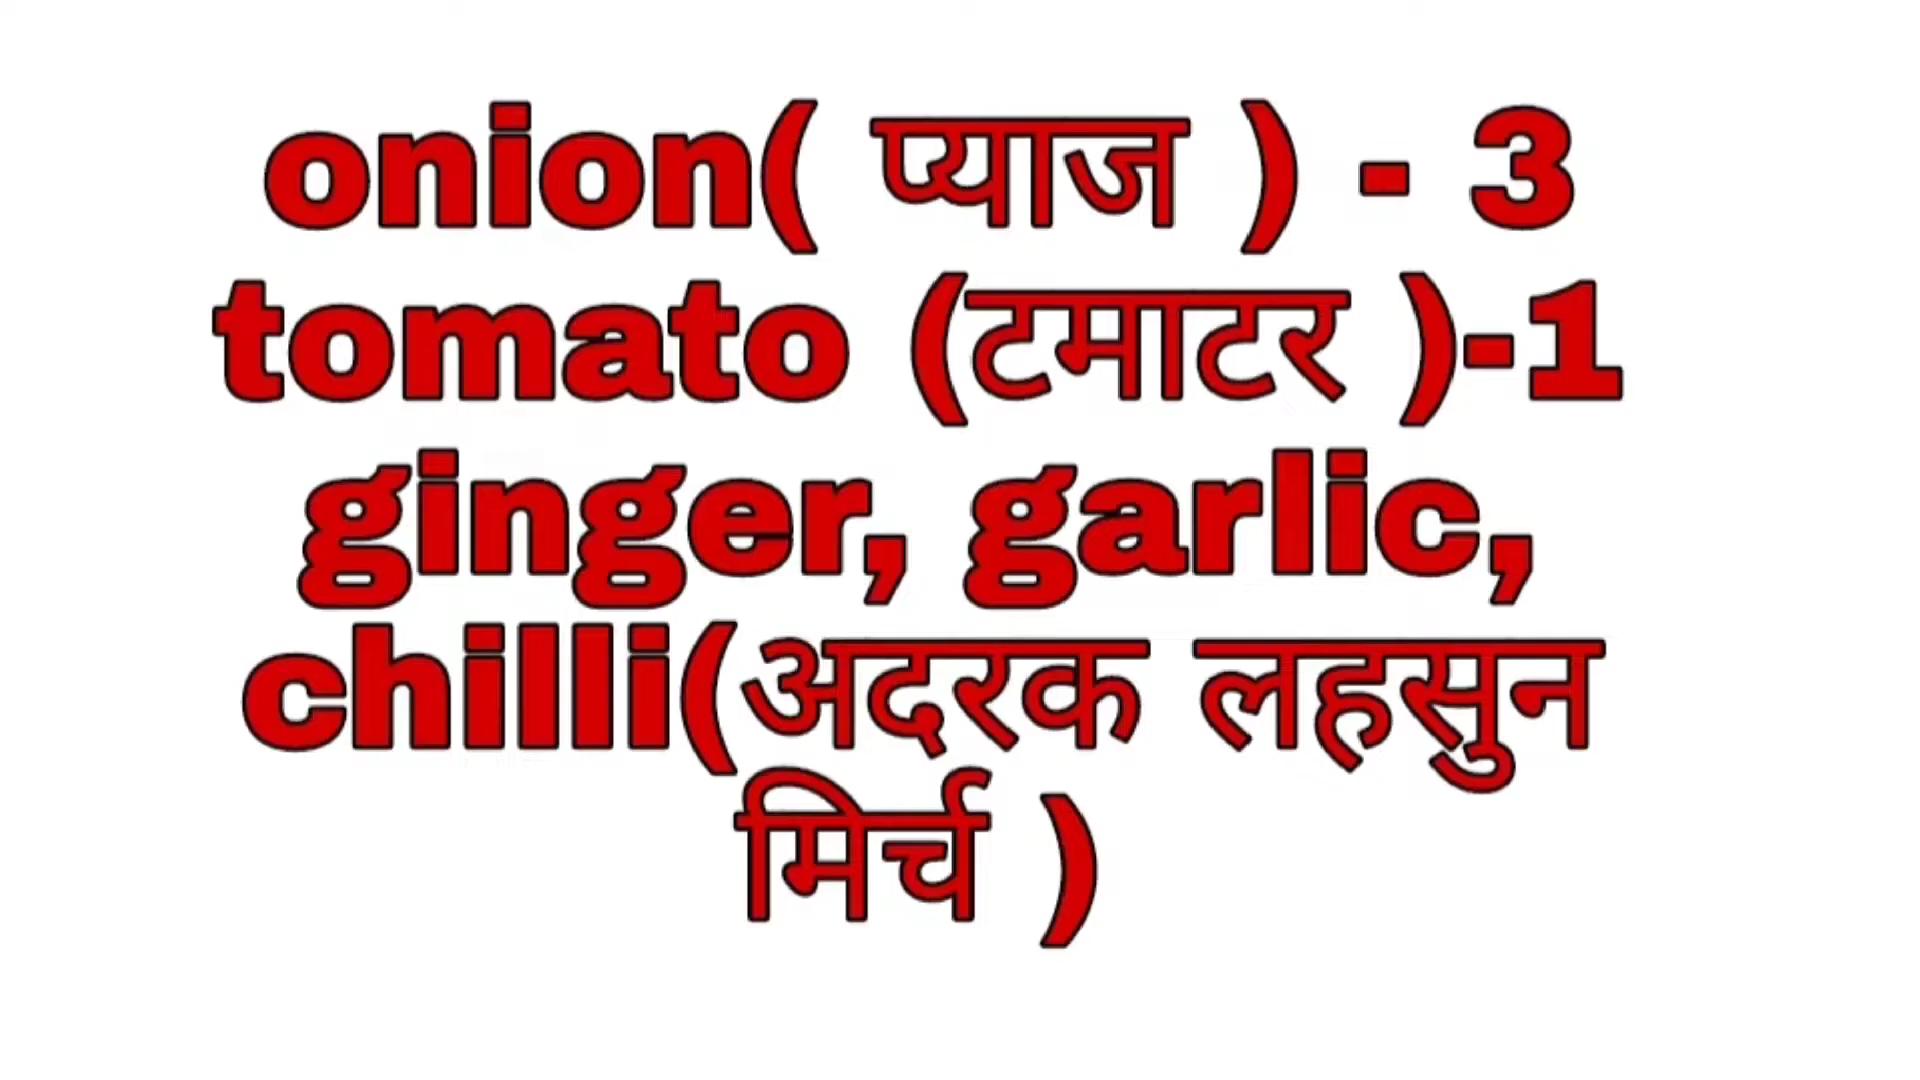 onion( प्याज ) - 3
tomato (टमाटर )-1
ginger, garlic,
chilli(अदरक लहसुन
मिर्च )